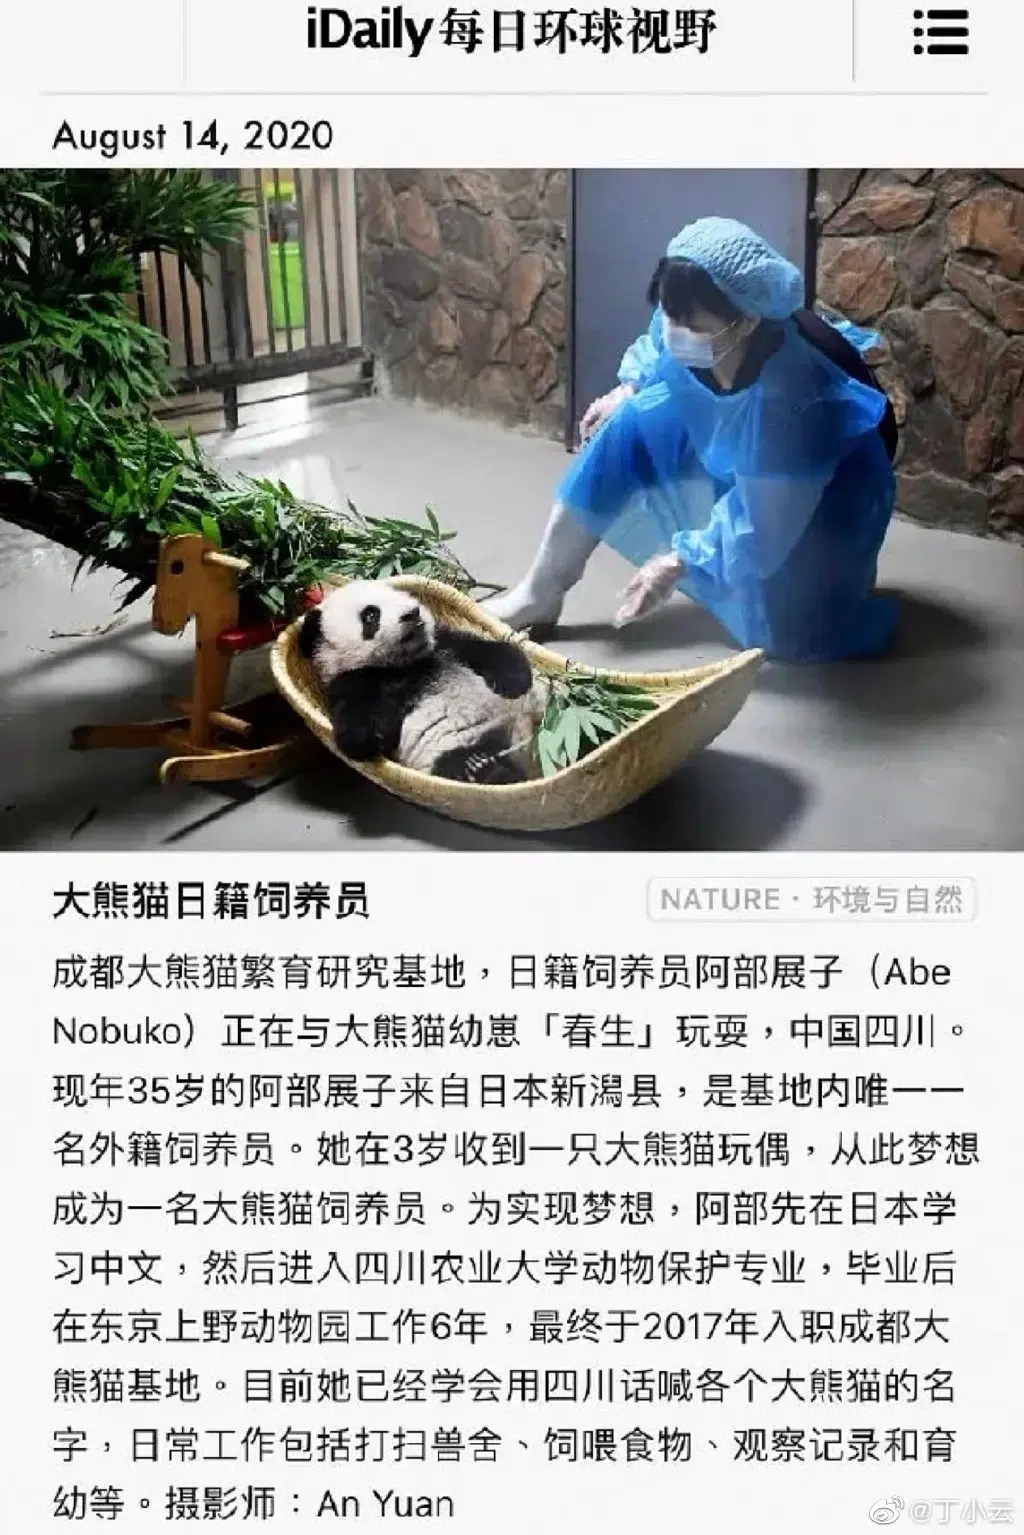 iDaily每日环球视野
August 14, 2020
大熊猫日籍饲养员
NATURE · 环境与自然
成都大熊猫繁育研究基地，日籍饲养员阿部展子（Abe
Nobuko）正在与大熊猫幼崽「春生」玩耍，中国四川。
现年35岁的阿部展子来自日本新潟县，是基地内唯一一
名外籍饲养员。她在3岁收到一只大熊猫玩偶，从此梦想
成为一名大熊猫饲养员。为实现梦想，阿部先在日本学
习中文，然后进入四川农业大学动物保护专业，毕业后
在东京上野动物园工作6年，最终于2017年入职成都大
熊猫基地。目前她已经学会用四川话喊各个大熊猫的名
字，日常工作包括打扫兽舍、饲喂食物、观察记录和育
幼等。摄影师：An Yuan
@丁小云